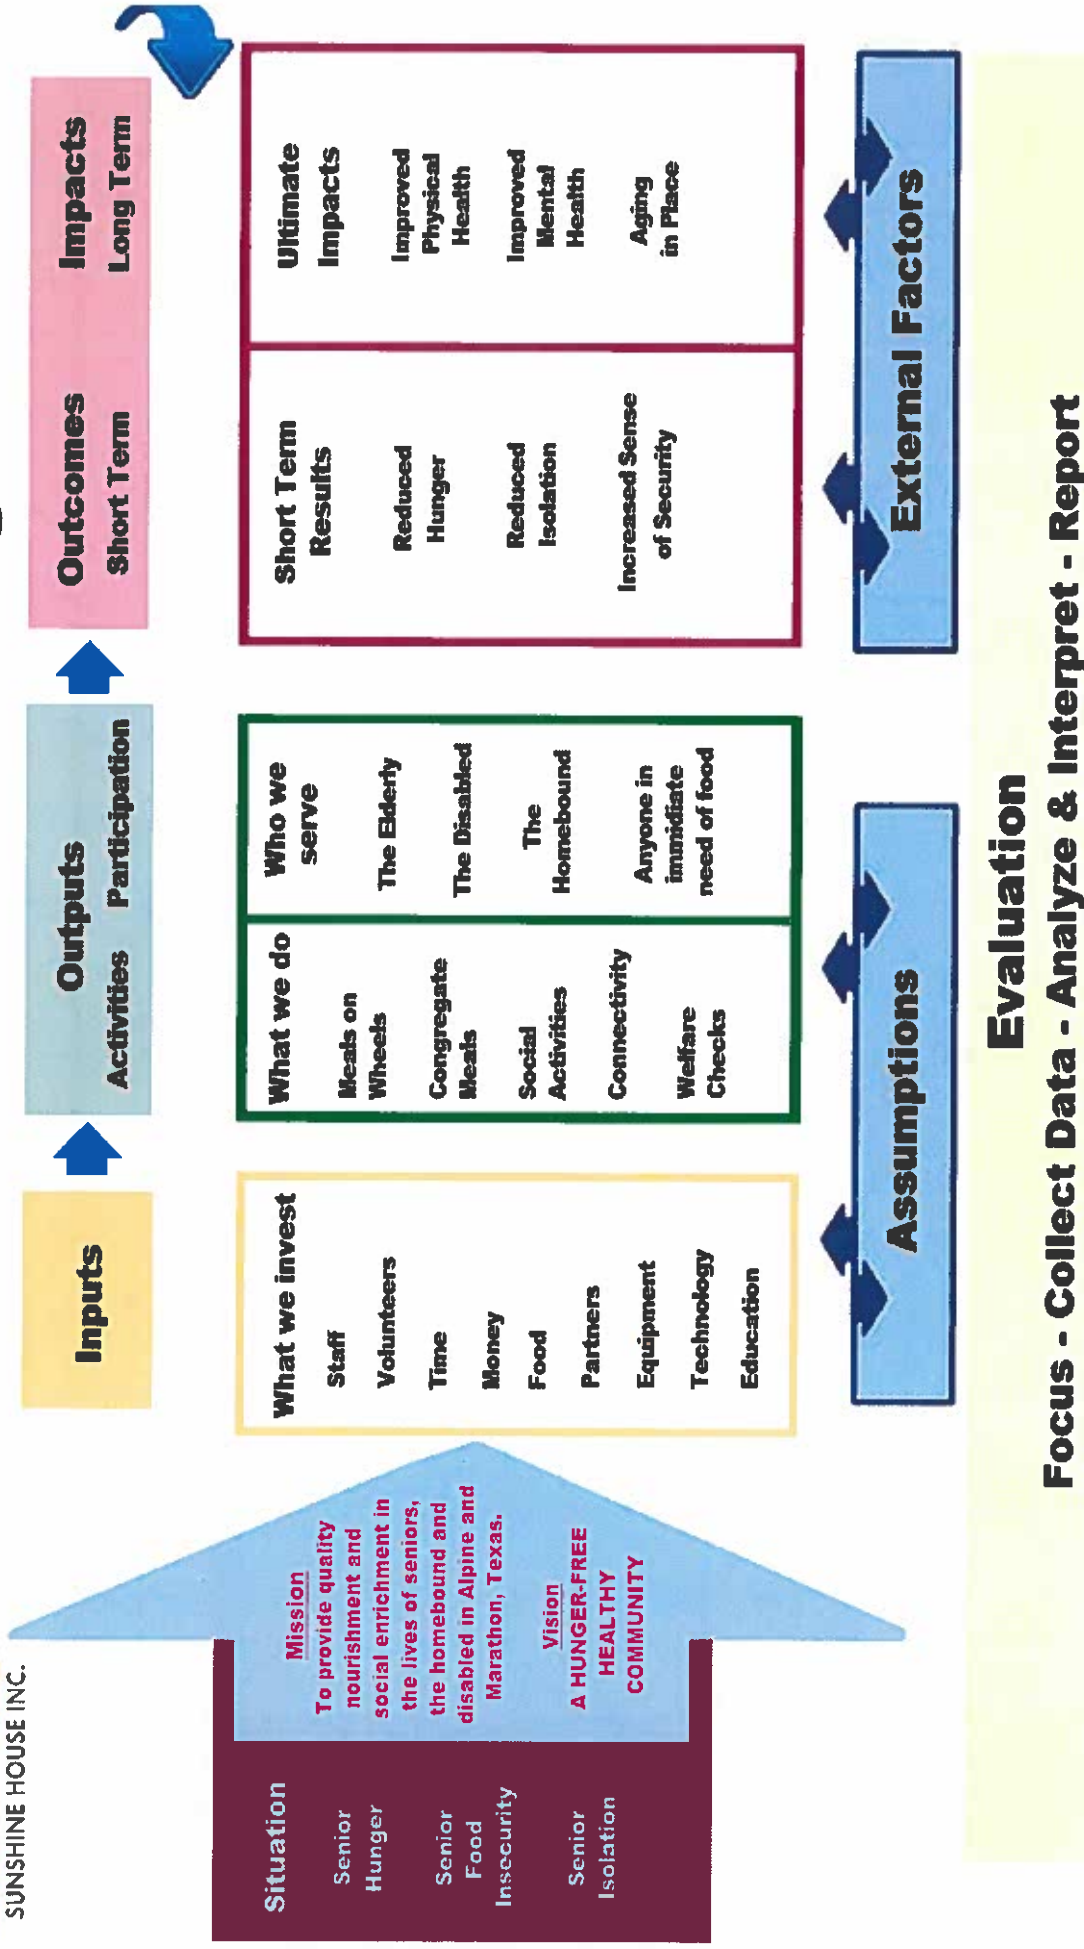 SUNSHINE HOUSE INC.
Situation
Senior
Hunger
Senior
Food
Insecurity
Senior
Isolation
Mission
To provide quality
nourishment and
social enrichment in
the lives of seniors,
the homebound and
disabled in Alpine and
Marathon, Texas.
Vision
A HUNGER-FREE
HEALTHY
COMMUNITY
Inputs
What we invest
Staff
Volunteers
Time
Money
Food
Partners
Equipment
Technology
Education
Outputs
Activities Participation
What we do
Meals on
Wheels
Congregate
Meals
Social
Activities
Connectivity
Welfare
Checks
Who we
serve
The Elderly
The Disabled
The
Homebound
Anyone in
immidiate
need of food
Outcomes Impacts
Short Term Long Term
Short Term
Results
Reduced
Hunger
Reduced
Isolation
Increased Sense
of Security
Ultimate
Impacts
Improved
Physical
Health
Improved
Mental
Health
Aging
in Place
Assumptions
External Factors
Evaluation
Focus - Collect Data - Analyze & Interpret - Report